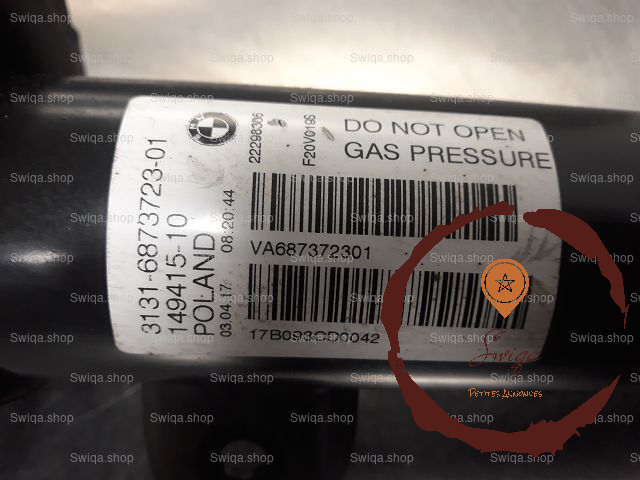 3131-6873723-01
149415-10
POLAND
03.04.17 08:20:44
BMW
22298306
F20V019S
DO NOT OPEN
GAS PRESSURE
VA687372301
Swiqa
PETITES ANNONCES
Swiqa.shop